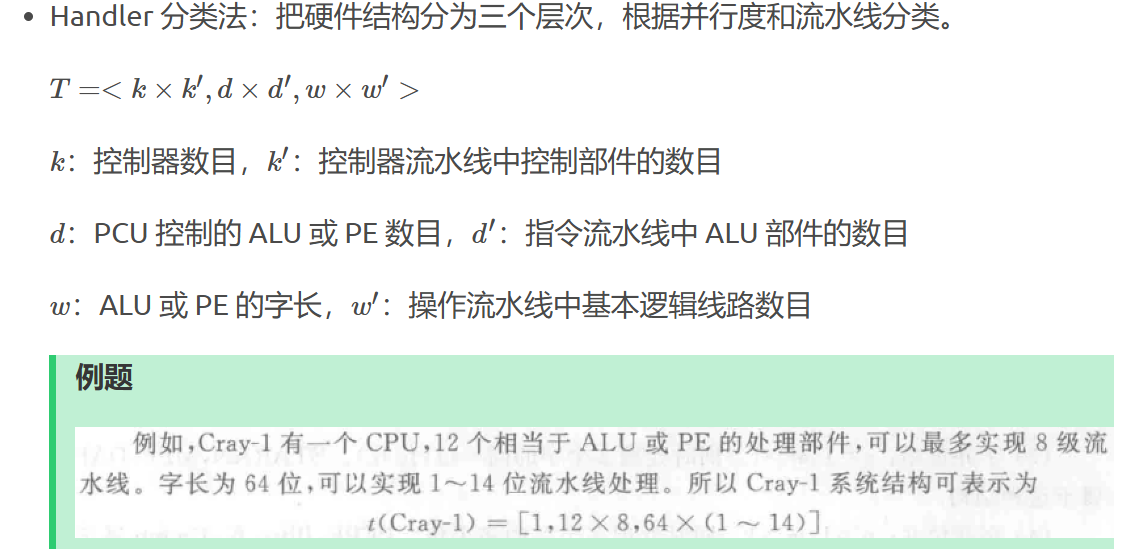 Handler 分类法：把硬件结构分为三个层次，根据并行度和流水线分类。
T =< k × k′, d × d′, w × w′ >
k：控制器数目，k′：控制器流水线中控制部件的数目
d：PCU 控制的 ALU 或 PE 数目，d′：指令流水线中 ALU 部件的数目
w：ALU 或 PE 的字长，w′：操作流水线中基本逻辑线路数目
例题
例如，Cray-1 有一个 CPU，12 个相当于 ALU 或 PE 的处理部件，可以最多实现 8 级流
水线。字长为 64 位，可以实现 1～14 位流水线处理。所以 Cray-1 系统结构可表示为
t(Cray-1) = [1,12×8,64×(1～14)]